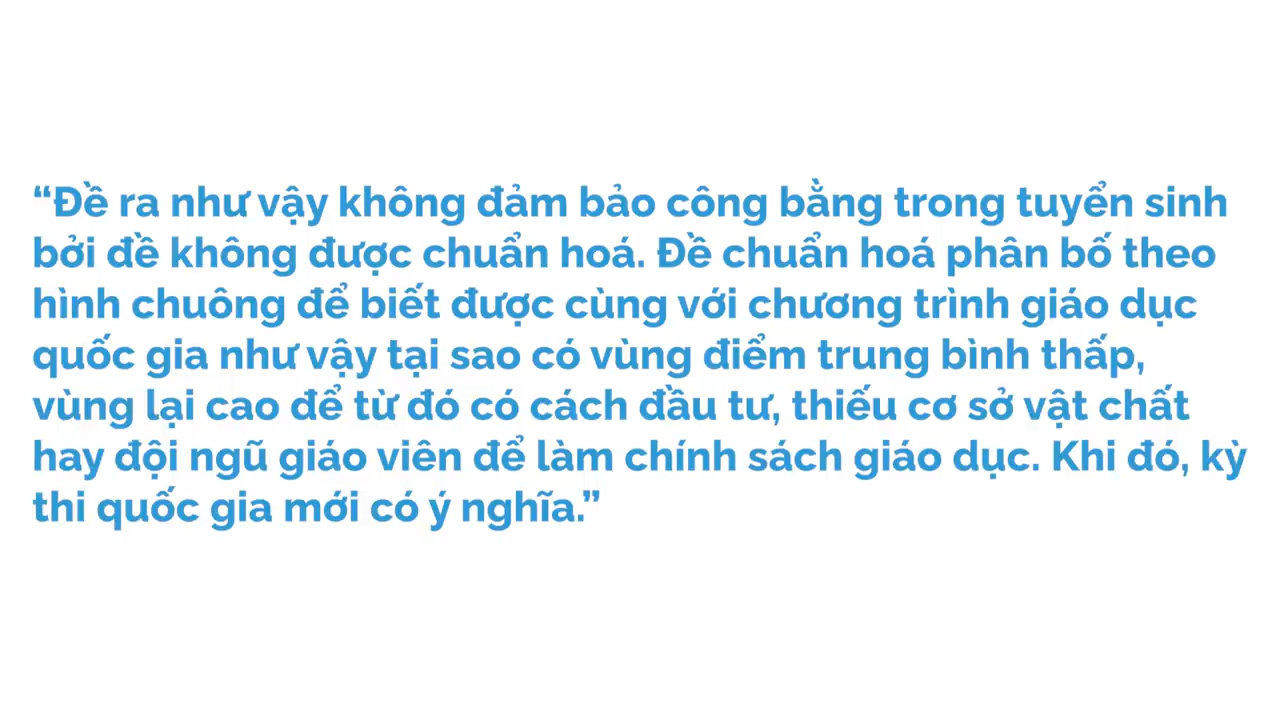 “Đề ra như vậy không đảm bảo công bằng trong tuyển sinh
bởi đề không được chuẩn hoá. Đề chuẩn hoá phân bố theo
hình chuông để biết được cùng với chương trình giáo dục
quốc gia như vậy tại sao có vùng điểm trung bình thấp,
vùng lại cao để từ đó có cách đầu tư, thiếu cơ sở vật chất
hay đội ngũ giáo viên để làm chính sách giáo dục. Khi đó, kỳ
thi quốc gia mới có ý nghĩa.”